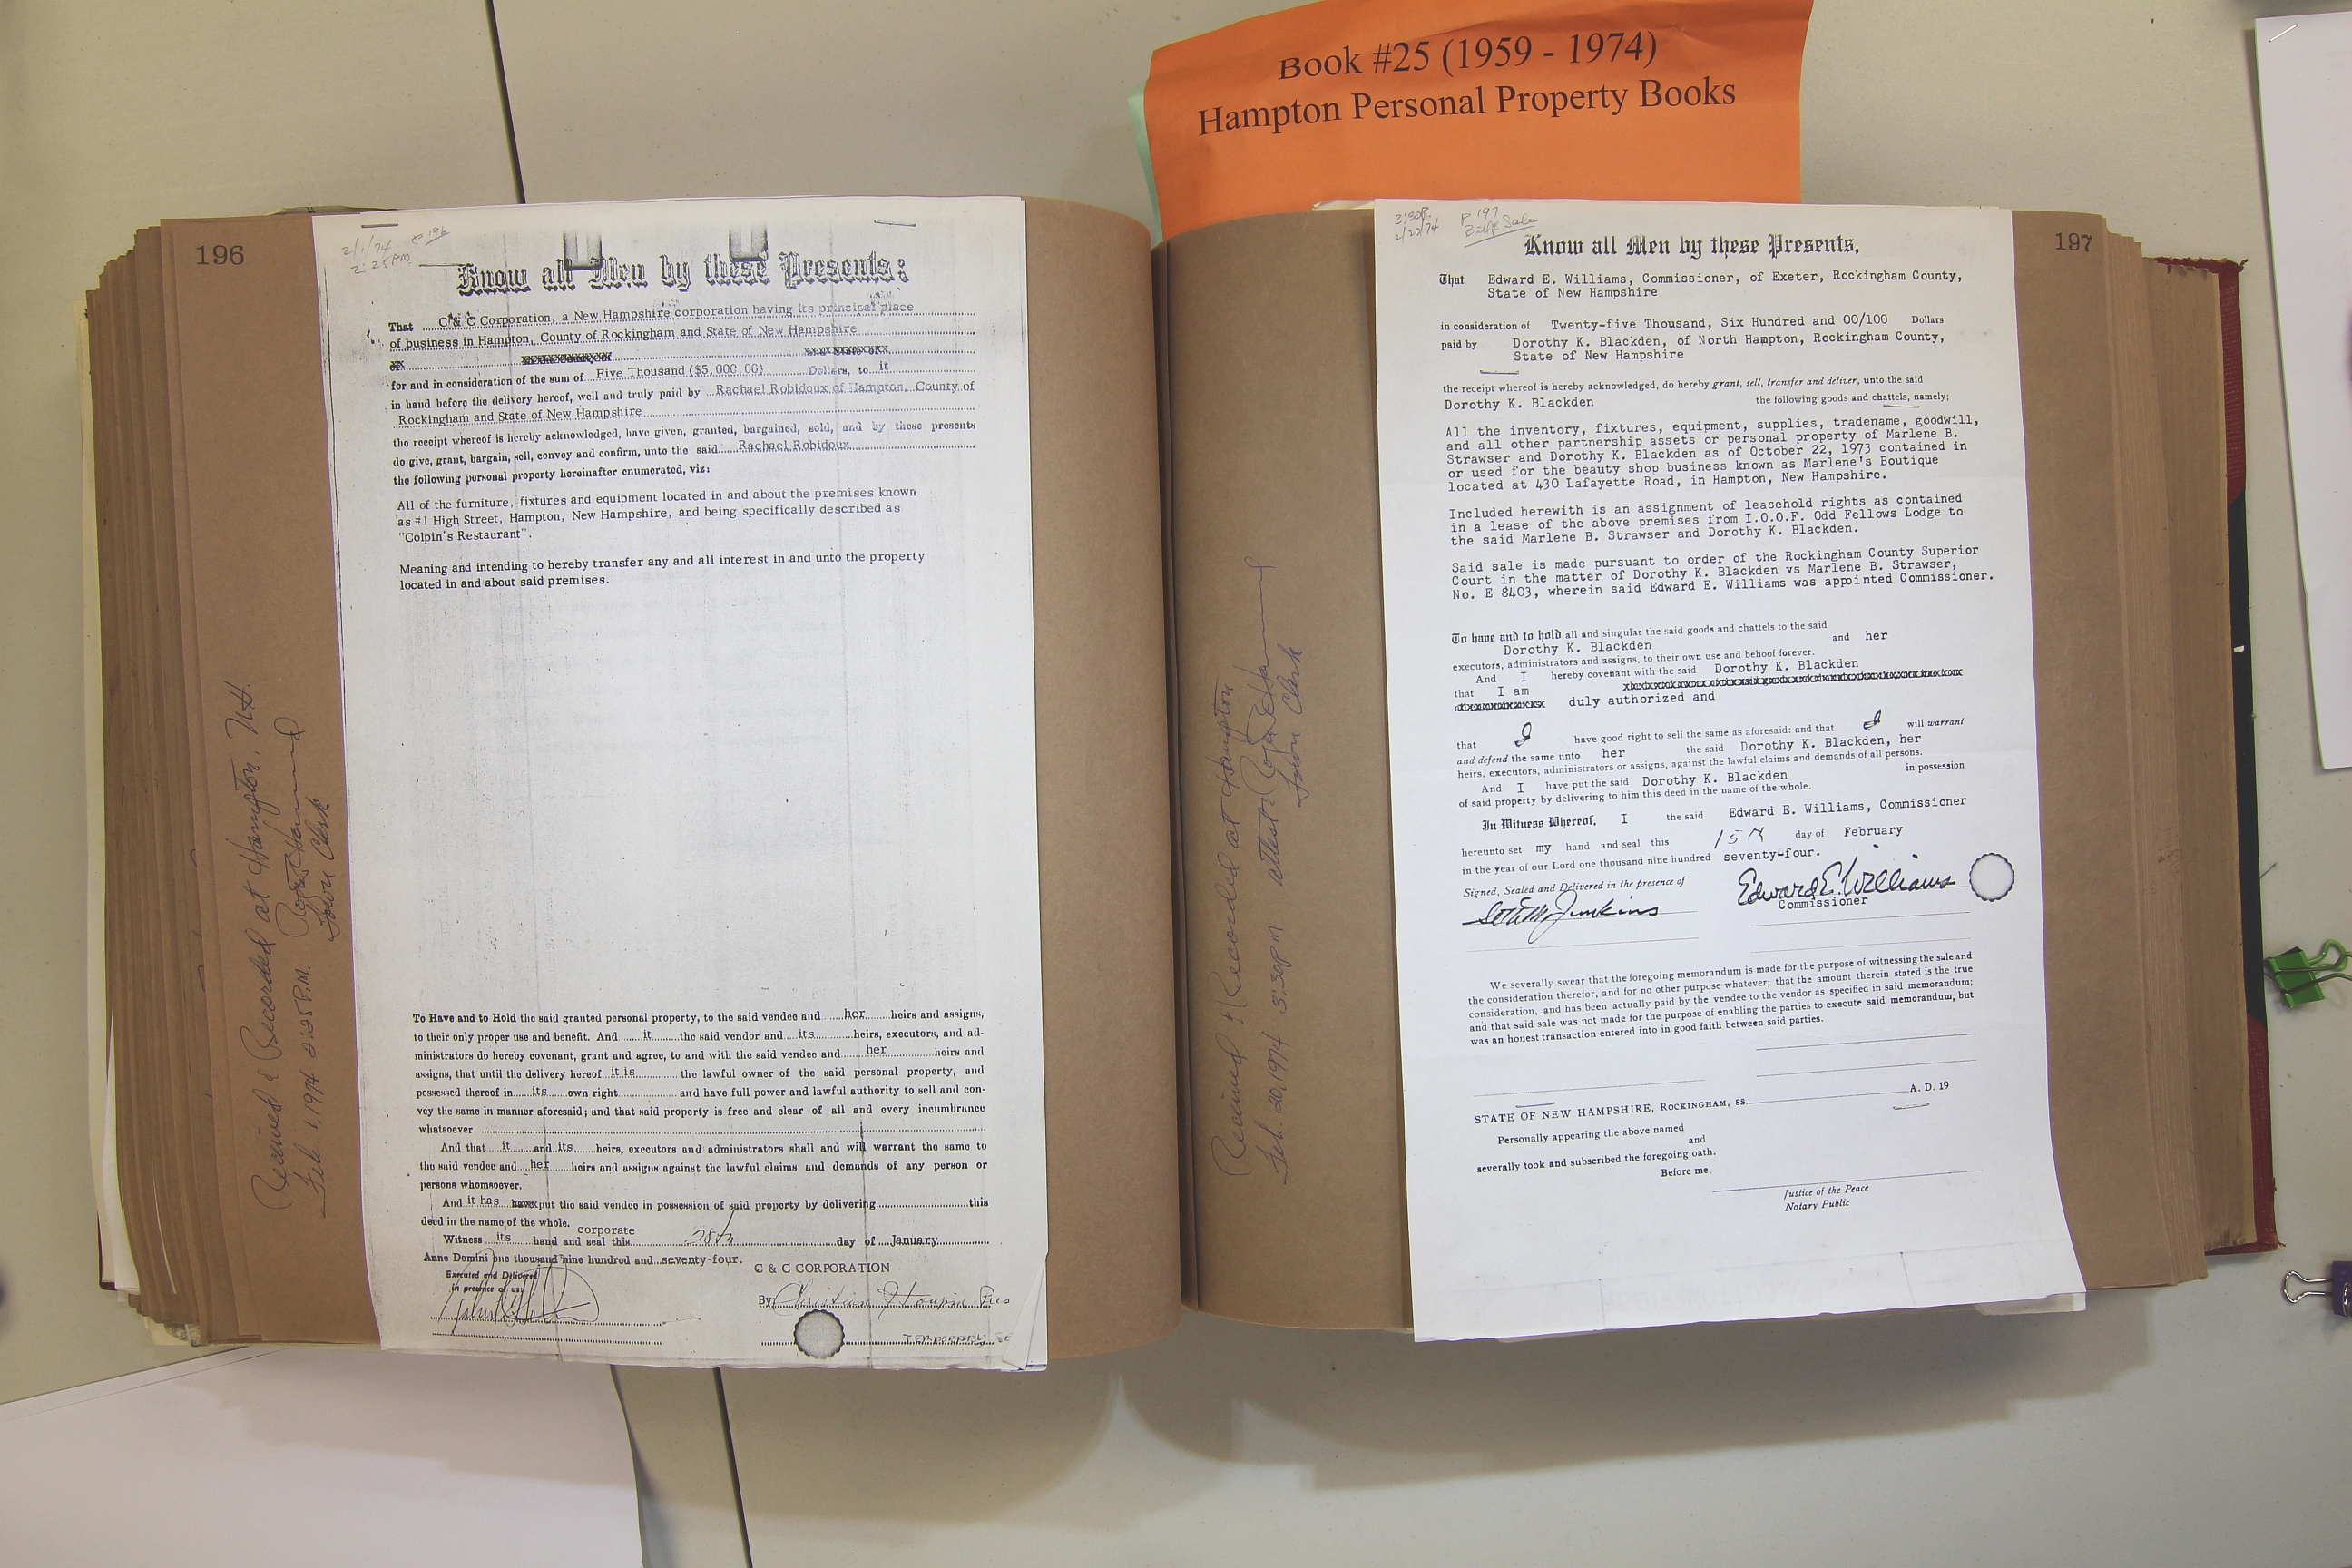 Book #25 (1959 - 1974)
Hampton Personal Property Books
196
2/1/74 P 196
2:25PM
Know all Men by these Presents:
That C & C Corporation, a New Hampshire corporation having its principal place
of business in Hampton, County of Rockingham and State of New Hampshire
for and in consideration of the sum of Five Thousand ($5,000.00) Dollars, to it
in hand before the delivery hereof, well and truly paid by Rachael Robidoux of Hampton, County of
Rockingham and State of New Hampshire
the receipt whereof is hereby acknowledged, have given, granted, bargained, sold, and by these presents
do give, grant, bargain, sell, convey and confirm, unto the said Rachael Robidoux
the following personal property hereinafter enumerated, viz:
All of the furniture, fixtures and equipment located in and about the premises known
as #1 High Street, Hampton, New Hampshire, and being specifically described as
"Colpin's Restaurant".
Meaning and intending to hereby transfer any and all interest in and unto the property
located in and about said premises.
To Have and to Hold the said granted personal property, to the said vendee and her heirs and assigns,
to their only proper use and benefit. And it the said vendor and its heirs, executors, and ad-
ministrators do hereby covenant, grant and agree, to and with the said vendee and her heirs and
assigns, that until the delivery hereof it is the lawful owner of the said personal property, and
possessed thereof in its own right and have full power and lawful authority to sell and con-
vey the same in manner aforesaid; and that said property is free and clear of all and every incumbrance
whatsoever
And that it and its heirs, executors and administrators shall and will warrant the same to
the said vendee and her heirs and assigns against the lawful claims and demands of any person or
persons whomsoever.
And it has put the said vendee in possession of said property by delivering this
deed in the name of the whole.
corporate
Witness its hand and seal this 28th day of January
Anno Domini one thousand nine hundred and seventy-four.
Executed and Delivered
in presence of us:
C & C CORPORATION
By: Pres
TEMPORARY
Received & Recorded at Hampton, N.H.
Feb. 1, 1974 2:25 P.M.
Town Clerk
197
3:30P. P 197
2/20/74 Bill of Sale
Know all Men by these Presents,
That Edward E. Williams, Commissioner, of Exeter, Rockingham County,
State of New Hampshire
in consideration of Twenty-five Thousand, Six Hundred and 00/100 Dollars
paid by Dorothy K. Blackden, of North Hampton, Rockingham County,
State of New Hampshire
the receipt whereof is hereby acknowledged, do hereby grant, sell, transfer and deliver, unto the said
Dorothy K. Blackden the following goods and chattels, namely;
All the inventory, fixtures, equipment, supplies, tradename, goodwill,
and all other partnership assets or personal property of Marlene B.
Strawser and Dorothy K. Blackden as of October 22, 1973 contained in
or used for the beauty shop business known as Marlene's Boutique
located at 430 Lafayette Road, in Hampton, New Hampshire.
Included herewith is an assignment of leasehold rights as contained
in a lease of the above premises from I.O.O.F. Odd Fellows Lodge to
the said Marlene B. Strawser and Dorothy K. Blackden.
Said sale is made pursuant to order of the Rockingham County Superior
Court in the matter of Dorothy K. Blackden vs Marlene B. Strawser,
No. E 8403, wherein said Edward E. Williams was appointed Commissioner.
To have and to hold all and singular the said goods and chattels to the said
Dorothy K. Blackden and her
executors, administrators and assigns, to their own use and behoof forever.
And I hereby covenant with the said Dorothy K. Blackden
that I am
duly authorized and
that I have good right to sell the same as aforesaid: and that I will warrant
and defend the same unto her the said Dorothy K. Blackden, her
heirs, executors, administrators or assigns, against the lawful claims and demands of all persons.
And I have put the said Dorothy K. Blackden in possession
of said property by delivering to him this deed in the name of the whole.
In Witness Whereof, I the said Edward E. Williams, Commissioner
hereunto set my hand and seal this 15th day of February
in the year of our Lord one thousand nine hundred seventy-four.
Signed, Sealed and Delivered in the presence of
Edward E. Williams
Junkins
Commissioner
We severally swear that the foregoing memorandum is made for the purpose of witnessing the sale and
the consideration therefor, and for no other purpose whatever; that the amount therein stated is the true
consideration, and has been actually paid by the vendee to the vendor as specified in said memorandum;
and that said sale was not made for the purpose of enabling the parties to execute said memorandum, but
was an honest transaction entered into in good faith between said parties.
A. D. 19
STATE OF NEW HAMPSHIRE, ROCKINGHAM, SS.
Personally appearing the above named
and
severally took and subscribed the foregoing oath.
Before me,
Justice of the Peace
Notary Public
Received & Recorded at Hampton
Feb. 20, 1974 3:30PM attest:
Town Clerk